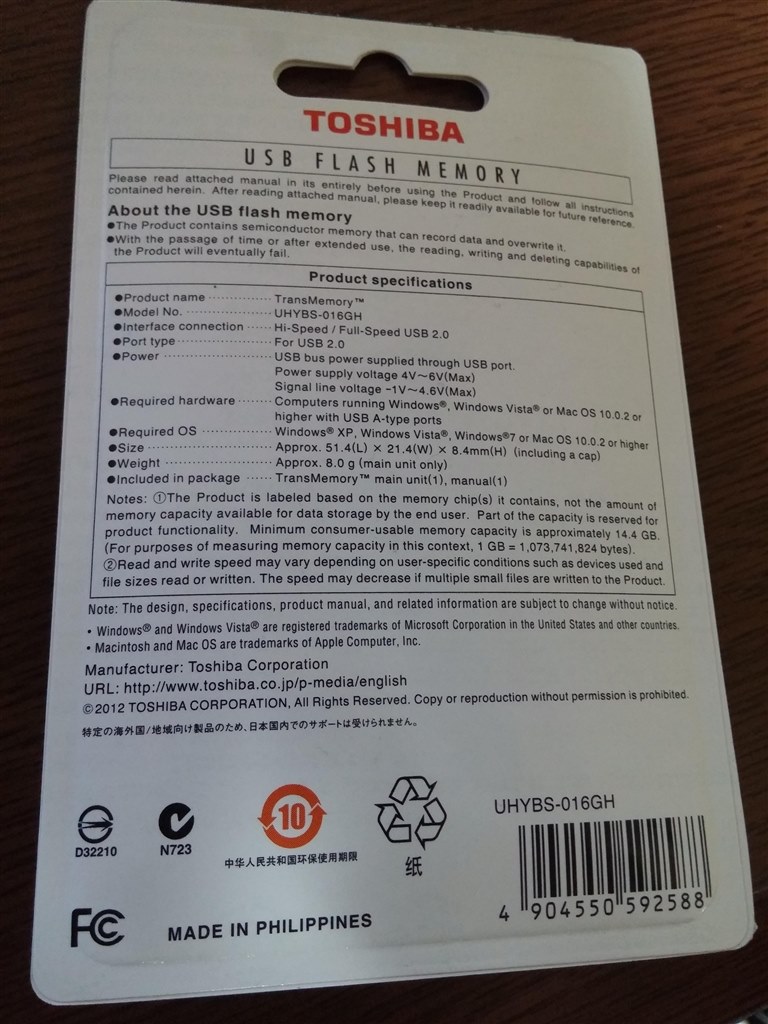 TOSHIBA
USB FLASH MEMORY
Please read attached manual in its entirely before using the Product and follow all instructions
contained herein. After reading attached manual, please keep it readily available for future reference.
About the USB flash memory
●The Product contains semiconductor memory that can record data and overwrite it.
●With the passage of time or after extended use, the reading, writing and deleting capabilities of
the Product will eventually fail.
Product specifications
●Product name ·············· TransMemory™
●Model No. ·················· UHYBS-016GH
●Interface connection ····· Hi-Speed / Full-Speed USB 2.0
●Port type ···················· For USB 2.0
●Power ······················· USB bus power supplied through USB port.
Power supply voltage 4V～6V(Max)
Signal line voltage -1V～4.6V(Max)
●Required hardware ······· Computers running Windows®, Windows Vista® or Mac OS 10.0.2 or
higher with USB A-type ports
●Required OS ·············· Windows® XP, Windows Vista®, Windows®7 or Mac OS 10.0.2 or higher
●Size ························· Approx. 51.4(L) × 21.4(W) × 8.4mm(H) (including a cap)
●Weight ····················· Approx. 8.0 g (main unit only)
●Included in package ····· TransMemory™ main unit(1), manual(1)
Notes: ①The Product is labeled based on the memory chip(s) it contains, not the amount of
memory capacity available for data storage by the end user. Part of the capacity is reserved for
product functionality. Minimum consumer-usable memory capacity is approximately 14.4 GB.
(For purposes of measuring memory capacity in this context, 1 GB = 1,073,741,824 bytes).
②Read and write speed may vary depending on user-specific conditions such as devices used and
file sizes read or written. The speed may decrease if multiple small files are written to the Product.
Note: The design, specifications, product manual, and related information are subject to change without notice.
• Windows® and Windows Vista® are registered trademarks of Microsoft Corporation in the United States and other countries.
• Macintosh and Mac OS are trademarks of Apple Computer, Inc.
Manufacturer: Toshiba Corporation
URL: http://www.toshiba.co.jp/p-media/english
©2012 TOSHIBA CORPORATION, All Rights Reserved. Copy or reproduction without permission is prohibited.
特定の海外国/地域向け製品のため、日本国内でのサポートは受けられません。
D32210
N723
10
中华人民共和国环保使用期限
纸
UHYBS-016GH
4 904550 592588
FC
MADE IN PHILIPPINES